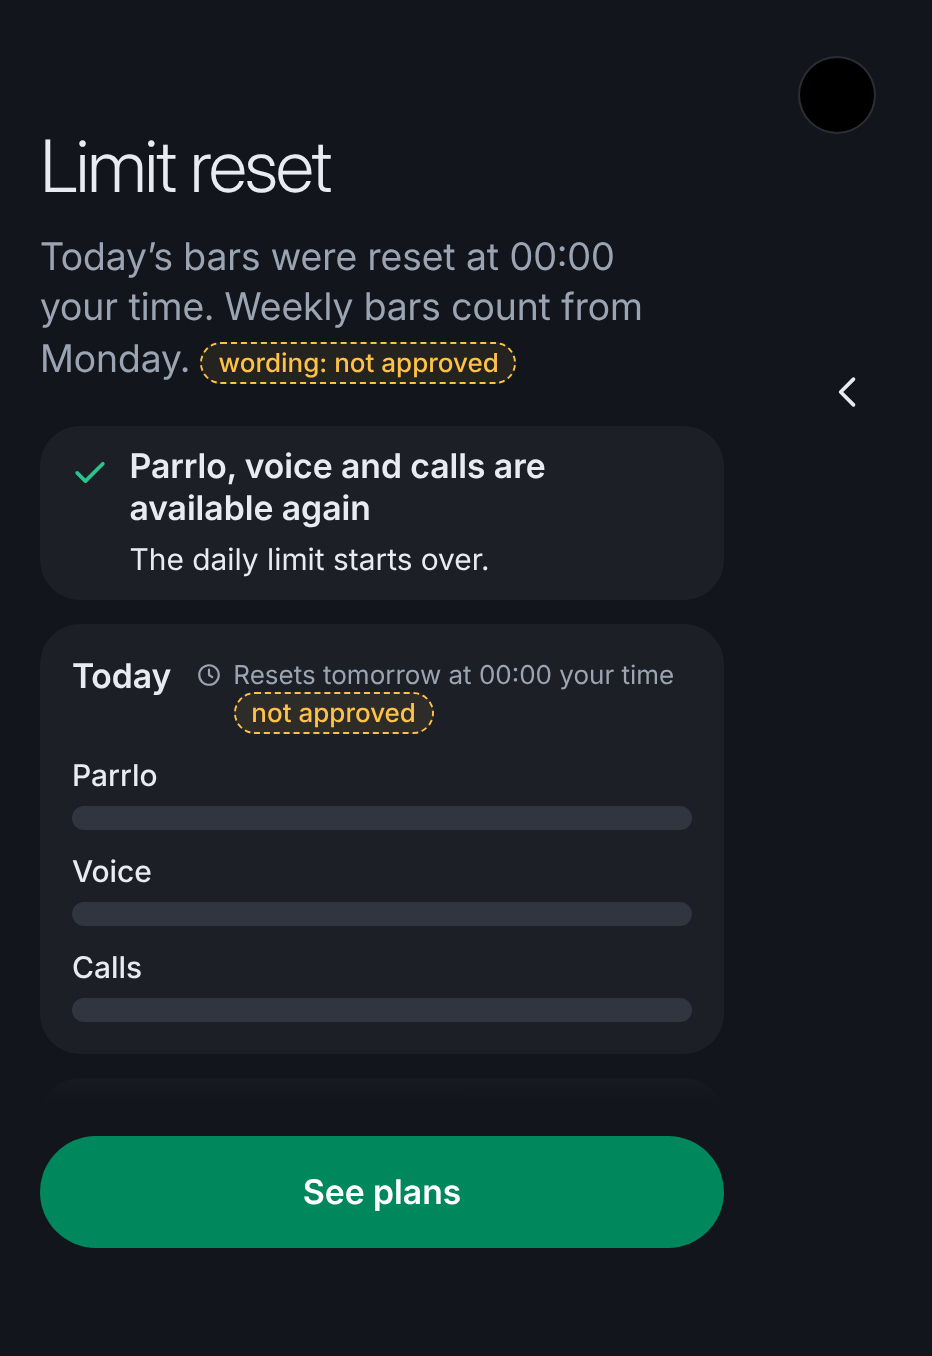 Limit reset
Today’s bars were reset at 00:00
your time. Weekly bars count from
Monday. wording: not approved
Parrlo, voice and calls are
available again
The daily limit starts over.
Today Resets tomorrow at 00:00 your time
not approved
Parrlo
Voice
Calls
See plans